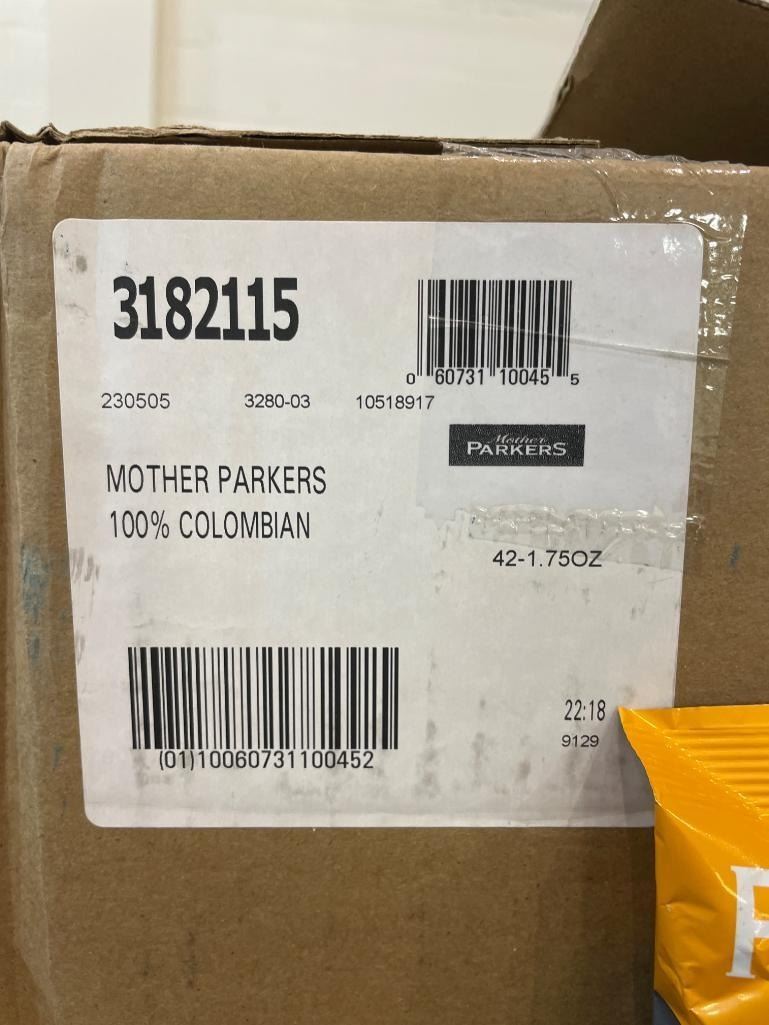 3182115
0 60731 10045 5
230505 3280-03 10518917
Mother
PARKERS
MOTHER PARKERS
100% COLOMBIAN
42-1.75OZ
22:18
9129
(01)10060731100452